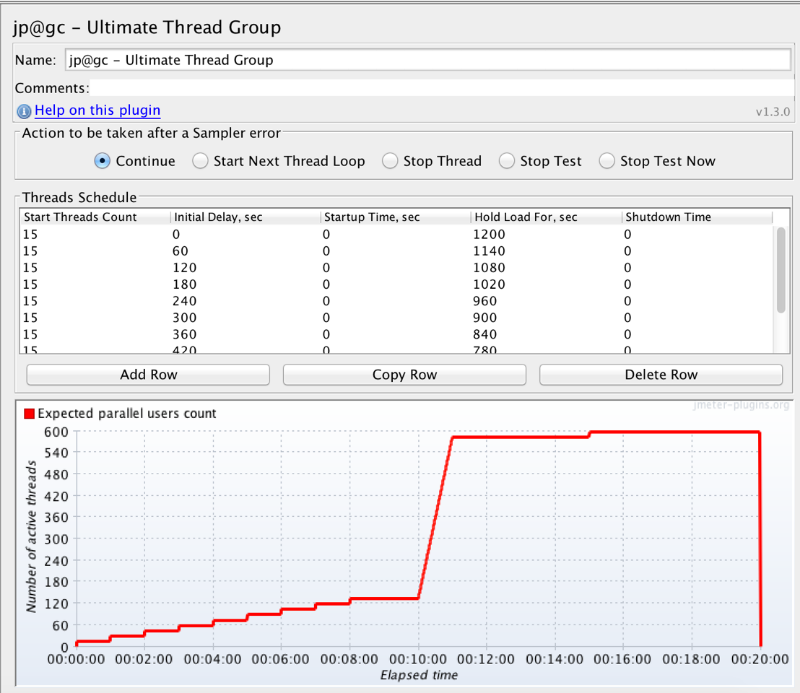 jp@gc - Ultimate Thread Group
Name: jp@gc - Ultimate Thread Group
Comments:
Help on this plugin
v1.3.0
Action to be taken after a Sampler error
Continue Start Next Thread Loop Stop Thread Stop Test Stop Test Now
Threads Schedule
Start Threads Count Initial Delay, sec Startup Time, sec Hold Load For, sec Shutdown Time
15 0 0 1200 0
15 60 0 1140 0
15 120 0 1080 0
15 180 0 1020 0
15 240 0 960 0
15 300 0 900 0
15 360 0 840 0
15 420 0 780 0
Add Row Copy Row Delete Row
jmeter-plugins.org
Expected parallel users count
600
540
480
420
360
300
240
180
120
60
0
Number of active threads
00:00:00 00:02:00 00:04:00 00:06:00 00:08:00 00:10:00 00:12:00 00:14:00 00:16:00 00:18:00 00:20:00
Elapsed time